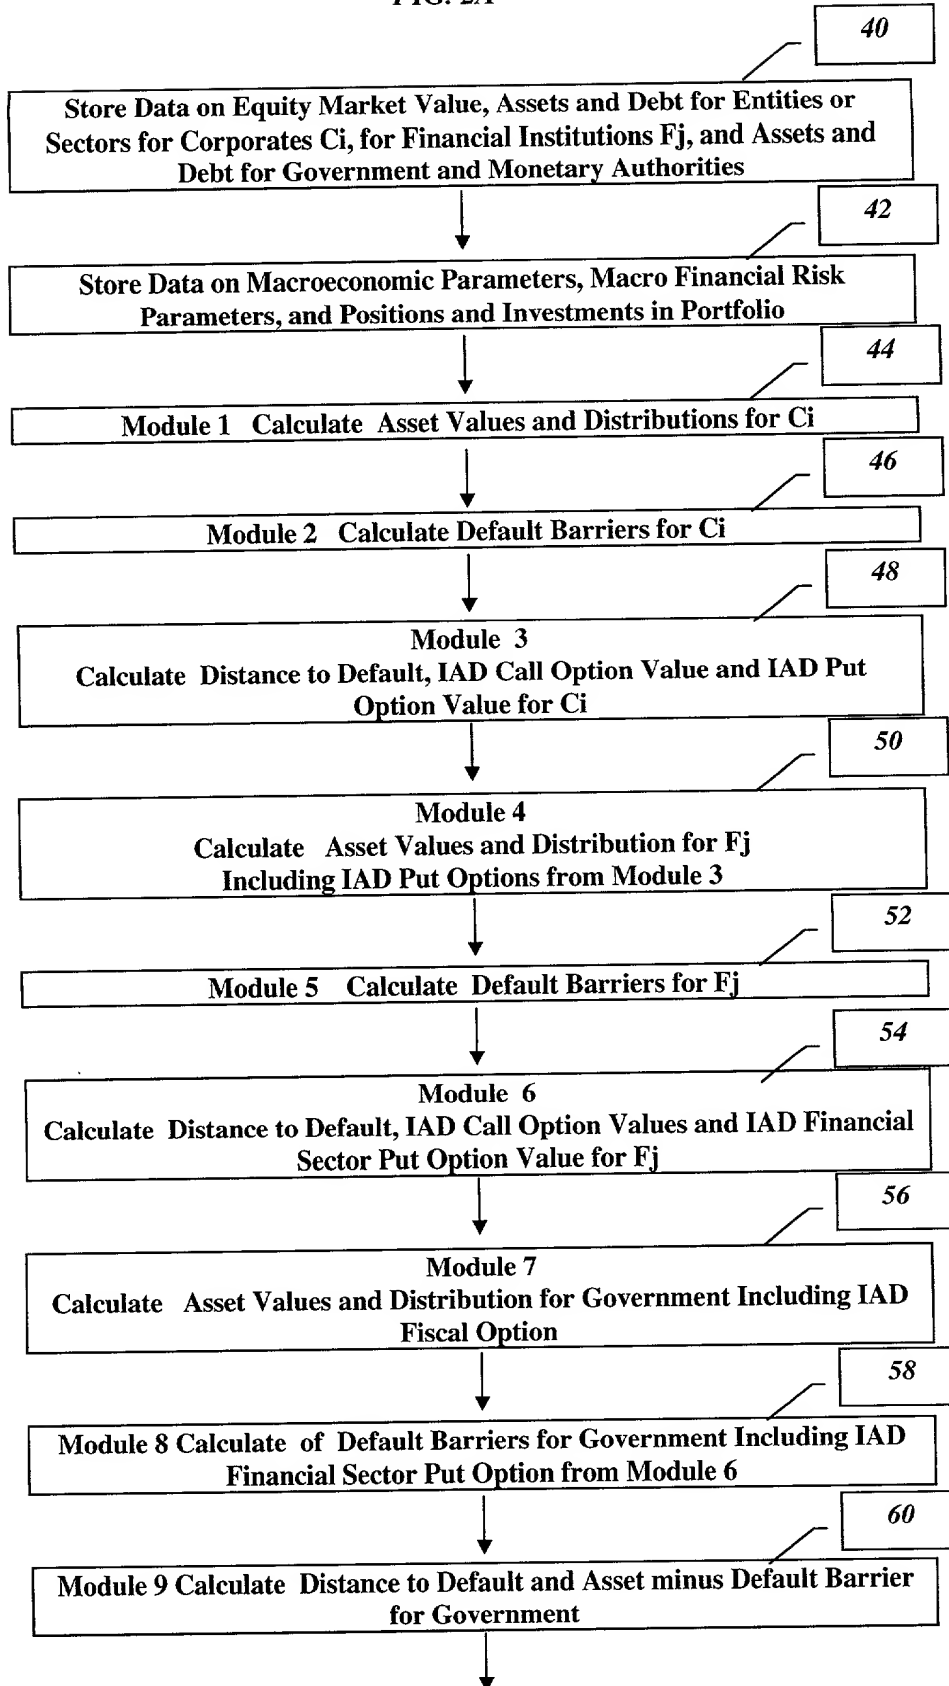 FIG. 2A
40
Store Data on Equity Market Value, Assets and Debt for Entities or
Sectors for Corporates Ci, for Financial Institutions Fj, and Assets and
Debt for Government and Monetary Authorities
42
Store Data on Macroeconomic Parameters, Macro Financial Risk
Parameters, and Positions and Investments in Portfolio
44
Module 1 Calculate Asset Values and Distributions for Ci
46
Module 2 Calculate Default Barriers for Ci
48
Module 3
Calculate Distance to Default, IAD Call Option Value and IAD Put
Option Value for Ci
50
Module 4
Calculate Asset Values and Distribution for Fj
Including IAD Put Options from Module 3
52
Module 5 Calculate Default Barriers for Fj
54
Module 6
Calculate Distance to Default, IAD Call Option Values and IAD Financial
Sector Put Option Value for Fj
56
Module 7
Calculate Asset Values and Distribution for Government Including IAD
Fiscal Option
58
Module 8 Calculate of Default Barriers for Government Including IAD
Financial Sector Put Option from Module 6
60
Module 9 Calculate Distance to Default and Asset minus Default Barrier
for Government